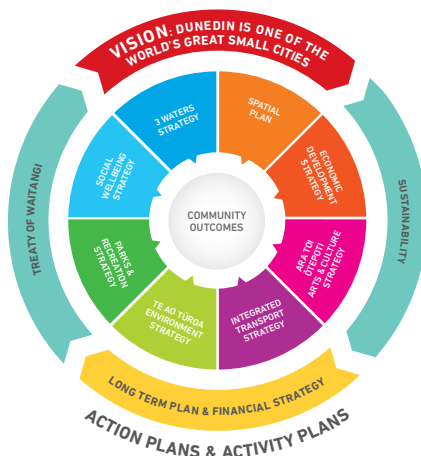 VISION: DUNEDIN IS ONE OF THE
WORLD'S GREAT SMALL CITIES
TREATY OF WAITANGI
SUSTAINABILITY
3 WATERS
STRATEGY
SPATIAL
PLAN
ECONOMIC
DEVELOPMENT
STRATEGY
ARA TOI
ŌTEPOTI
ARTS & CULTURE
STRATEGY
INTEGRATED
TRANSPORT
STRATEGY
TE AO TŪROA
ENVIRONMENT
STRATEGY
PARKS &
RECREATION
STRATEGY
SOCIAL
WELLBEING
STRATEGY
COMMUNITY
OUTCOMES
LONG TERM PLAN & FINANCIAL STRATEGY
ACTION PLANS & ACTIVITY PLANS